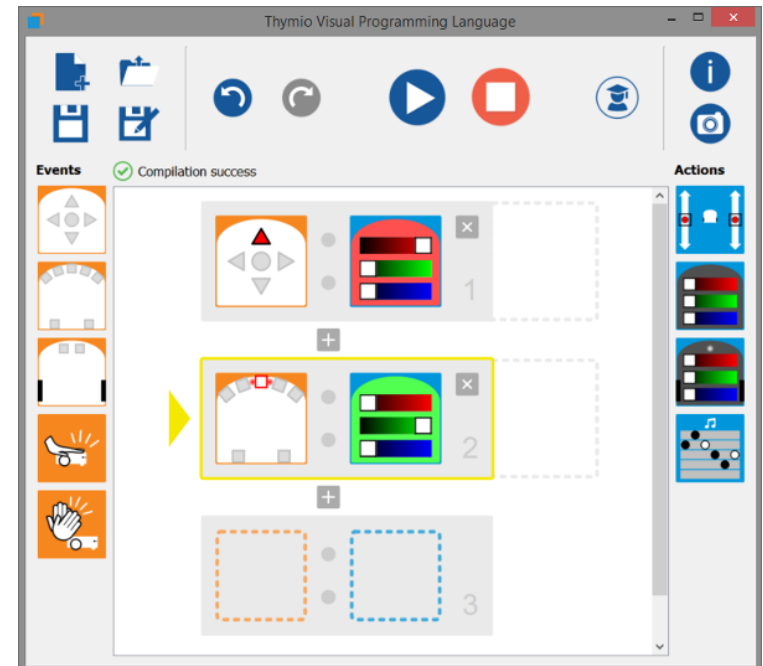 Thymio Visual Programming Language
Events
Compilation success
Actions
1
2
3